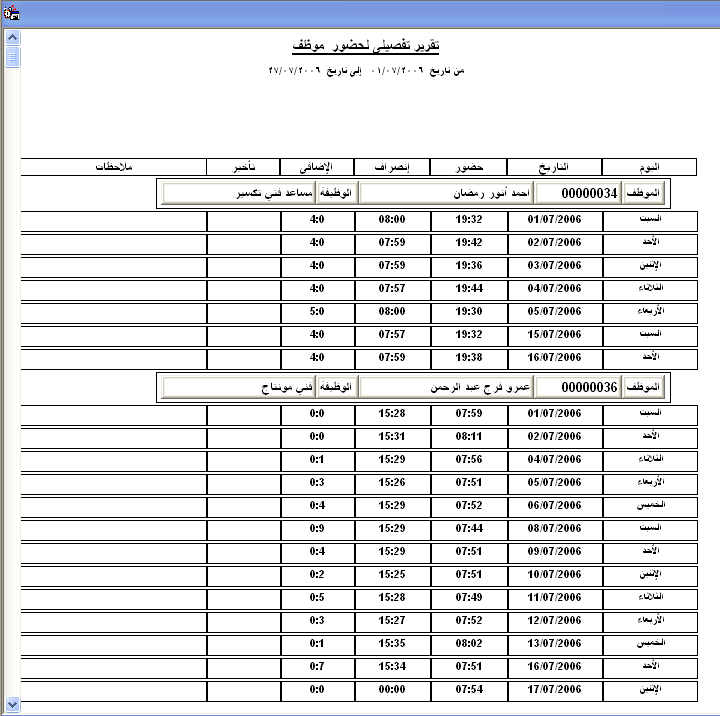 تقرير تفصيلى لحضور موظف
من تاريخ ٠١/٠٧/٢٠٠٦ إلى تاريخ ٢٧/٠٧/٢٠٠٦
اليوم التاريخ حضور إنصراف الإضافى تأخير ملاحظات
الموظف 00000034 احمد أنور رمضان الوظيفة مساعد فني تكسير
السبت 01/07/2006 19:32 08:00 4:0
الأحد 02/07/2006 19:42 07:59 4:0
الإثنين 03/07/2006 19:36 07:59 4:0
الثلاثاء 04/07/2006 19:44 07:57 4:0
الأربعاء 05/07/2006 19:30 08:00 5:0
السبت 15/07/2006 19:32 07:57 4:0
الأحد 16/07/2006 19:38 07:59 4:0
الموظف 00000036 عمرو فرج عبد الرحمن الوظيفة فني مونتاج
السبت 01/07/2006 07:59 15:28 0:0
الأحد 02/07/2006 08:11 15:31 0:0
الثلاثاء 04/07/2006 07:56 15:29 0:1
الأربعاء 05/07/2006 07:51 15:26 0:3
الخميس 06/07/2006 07:52 15:29 0:4
السبت 08/07/2006 07:44 15:29 0:9
الأحد 09/07/2006 07:51 15:29 0:4
الإثنين 10/07/2006 07:51 15:25 0:2
الثلاثاء 11/07/2006 07:49 15:28 0:5
الأربعاء 12/07/2006 07:52 15:27 0:3
الخميس 13/07/2006 08:02 15:35 0:1
الأحد 16/07/2006 07:51 15:34 0:7
الإثنين 17/07/2006 07:54 00:00 0:0